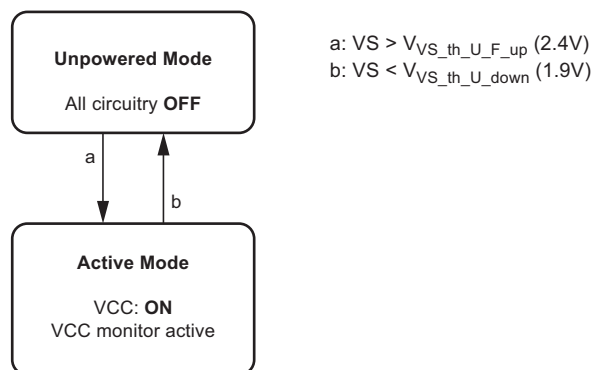 Unpowered Mode
All circuitry OFF
a: VS > VVS_th_U_F_up (2.4V)
b: VS < VVS_th_U_down (1.9V)
a
b
Active Mode
VCC: ON
VCC monitor active